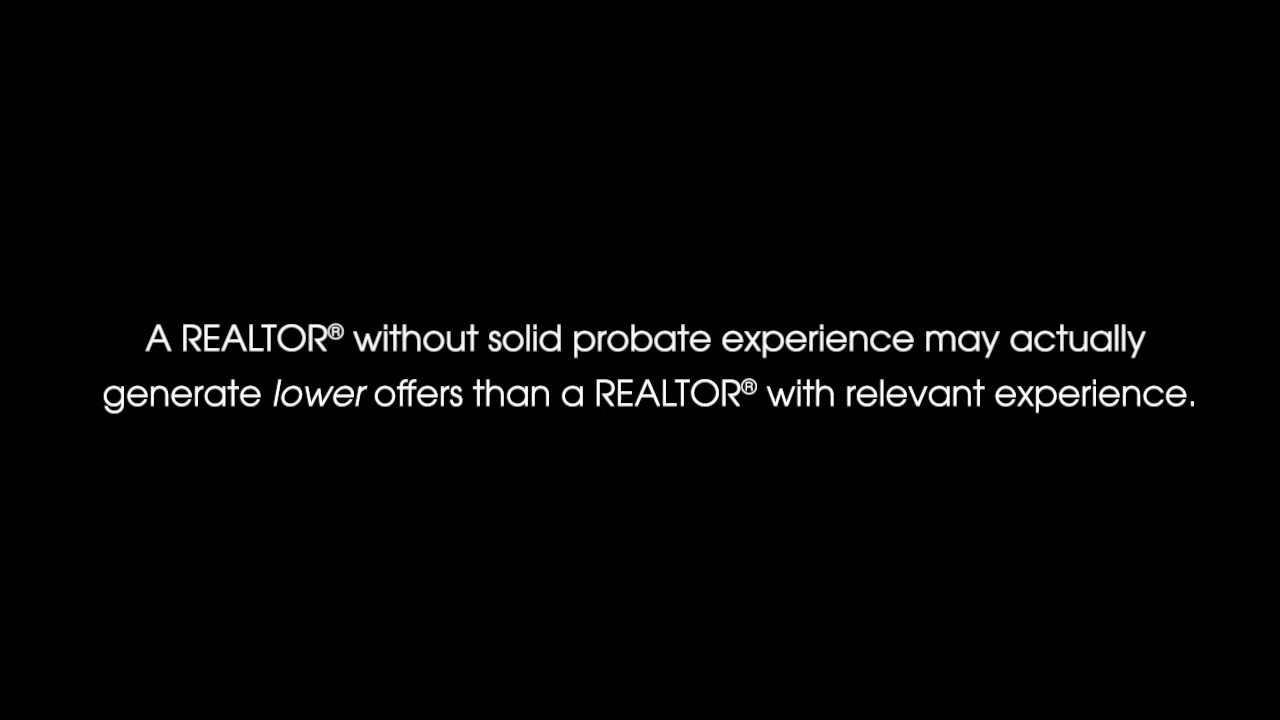 A REALTOR® without solid probate experience may actually
generate lower offers than a REALTOR® with relevant experience.